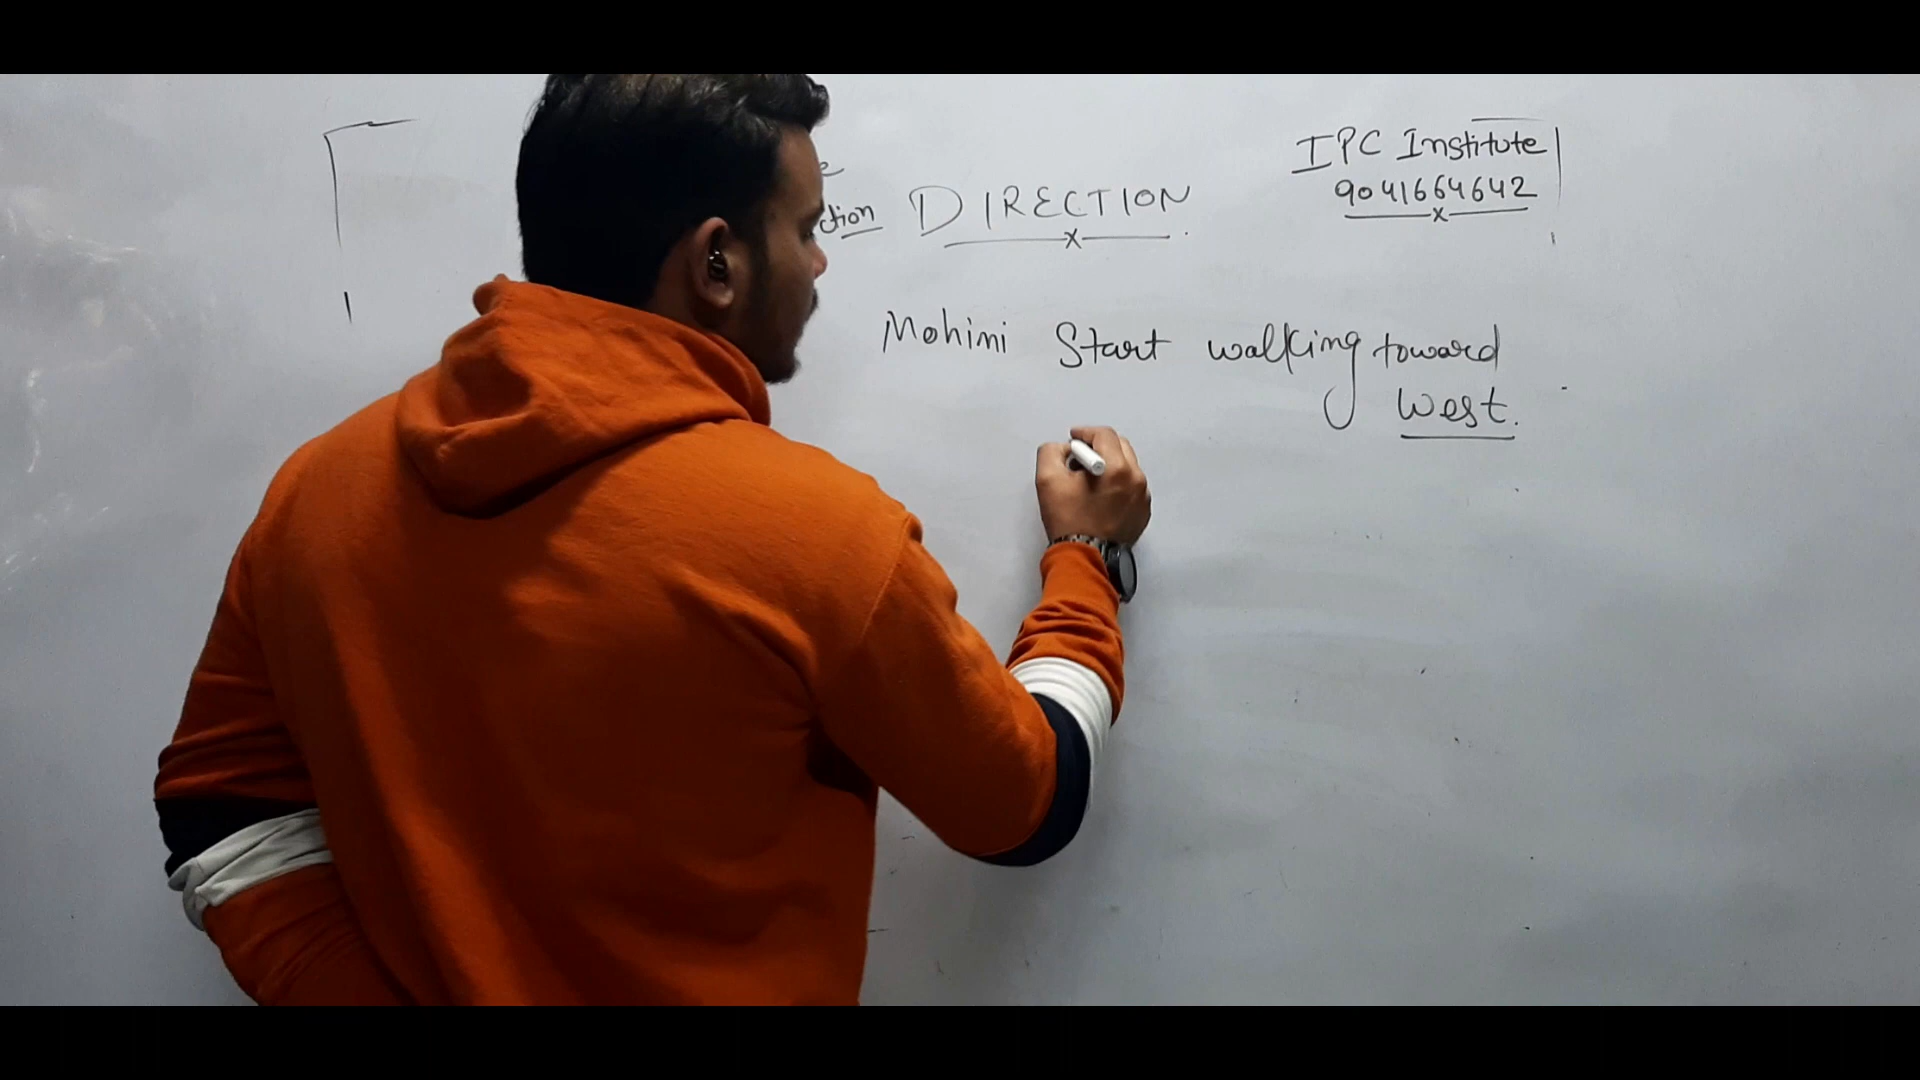 IPC Institute
9041664642
DIRECTION
Mohini Start walking toward
West.